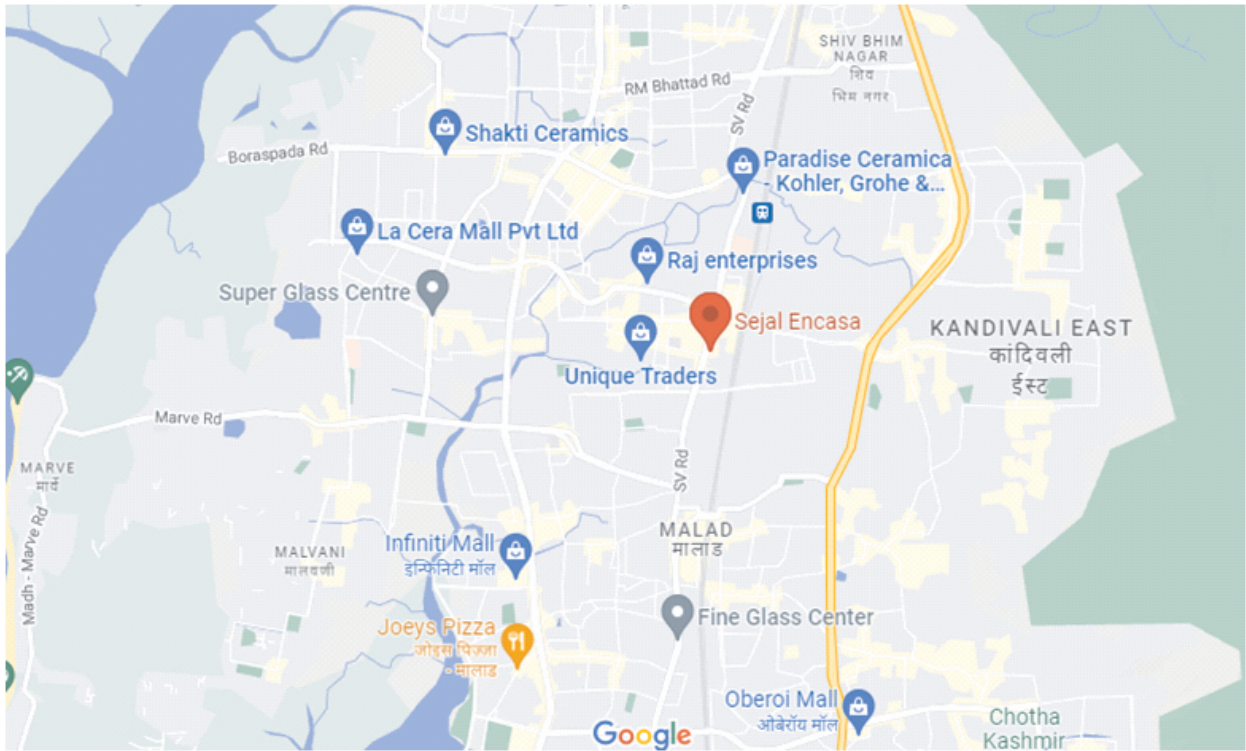 SHIV BHIM
NAGAR
शिव
भिम नगर
RM Bhattad Rd
SV Rd
Shakti Ceramics
Boraspada Rd
Paradise Ceramica
- Kohler, Grohe &...
La Cera Mall Pvt Ltd
Raj enterprises
Super Glass Centre
Sejal Encasa
KANDIVALI EAST
कांदिवली
ईस्ट
Unique Traders
Marve Rd
MARVE
मार्वे
SV Rd
Madh - Marve Rd
MALAD
मालाड
MALVANI
मालवणी
Infiniti Mall
इन्फिनिटी मॉल
Fine Glass Center
Joeys Pizza
जोइस पिज़्ज़ा
- मालाड
Oberoi Mall
ओबेरॉय मॉल
Chotha
Kashmir
Google